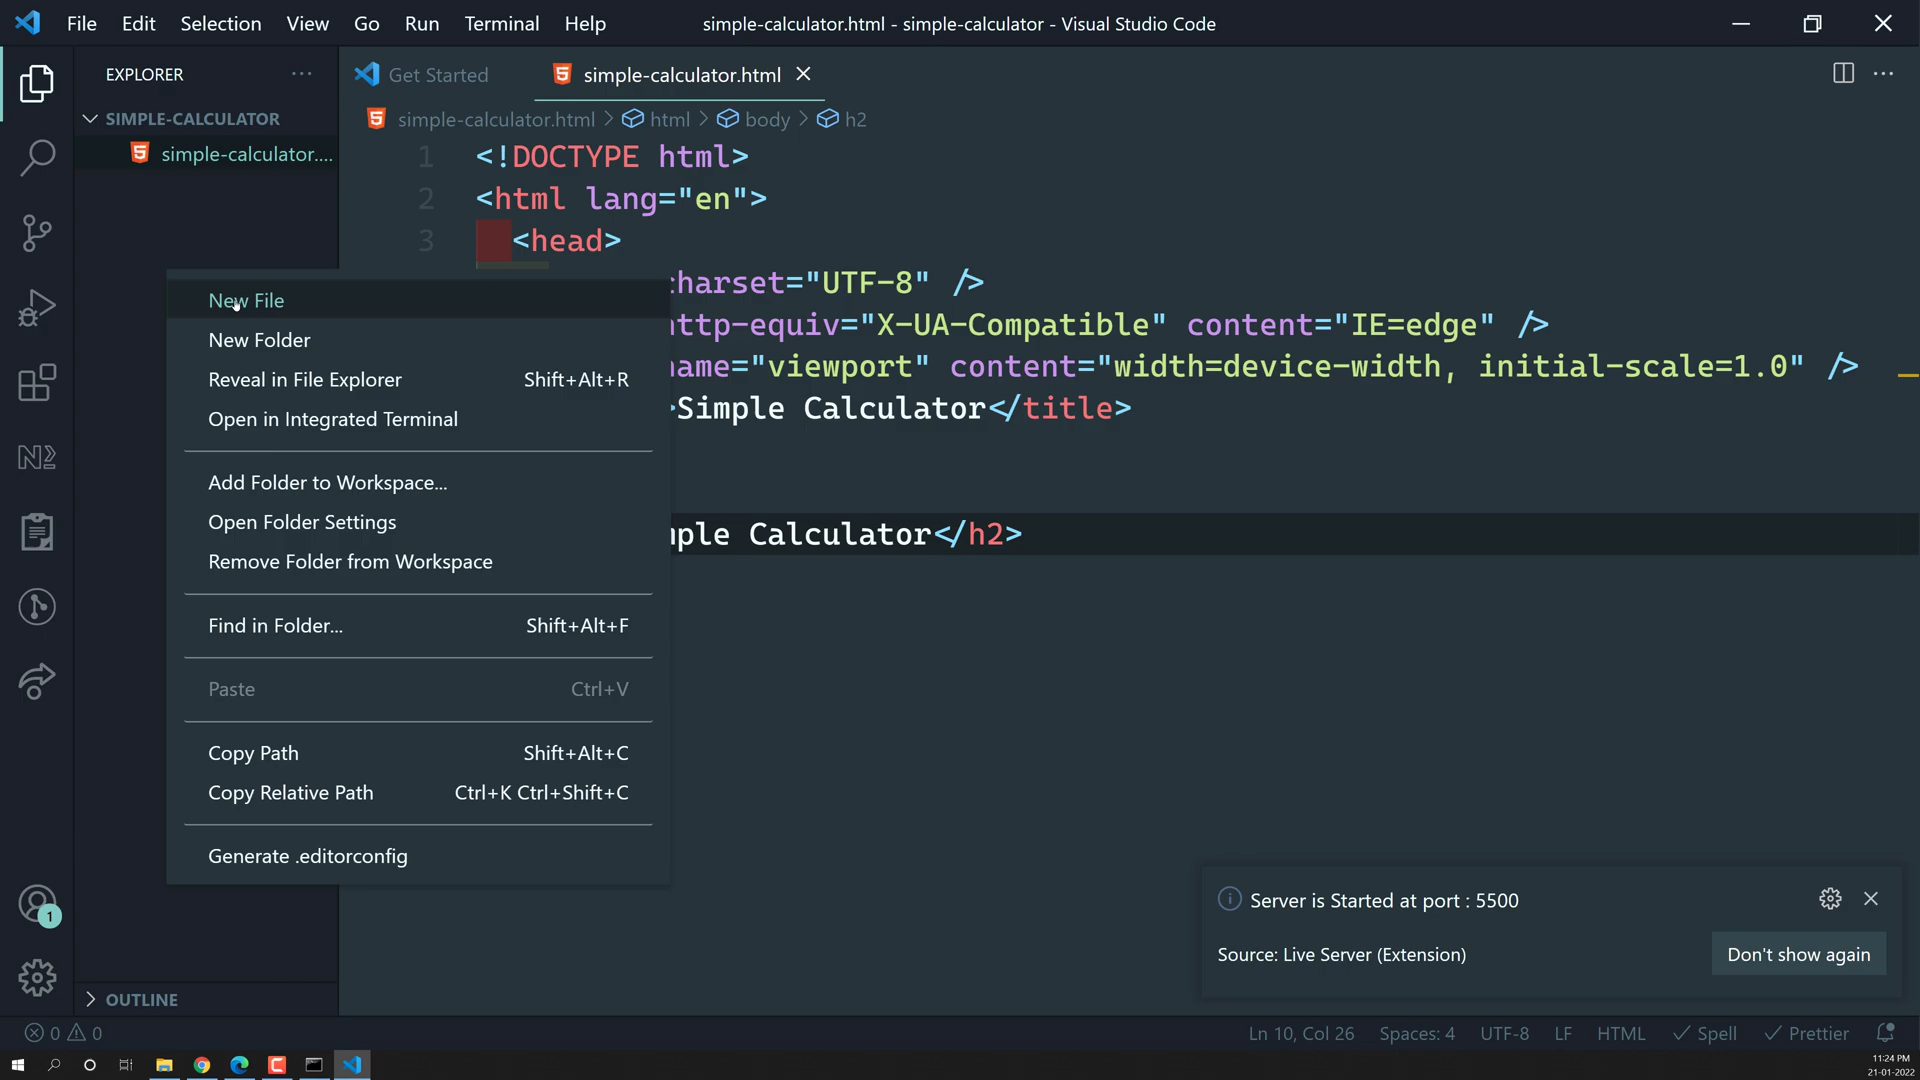 File Edit Selection View Go Run Terminal Help
simple-calculator.html - simple-calculator - Visual Studio Code
EXPLORER ...
SIMPLE-CALCULATOR
simple-calculator....
Get Started
simple-calculator.html
simple-calculator.html > html > body > h2
1 <!DOCTYPE html>
2 <html lang="en">
3 <head>
charset="UTF-8" />
http-equiv="X-UA-Compatible" content="IE=edge" />
name="viewport" content="width=device-width, initial-scale=1.0" />
>Simple Calculator</title>
mple Calculator</h2>
New File
New Folder
Reveal in File Explorer Shift+Alt+R
Open in Integrated Terminal
Add Folder to Workspace...
Open Folder Settings
Remove Folder from Workspace
Find in Folder... Shift+Alt+F
Paste Ctrl+V
Copy Path Shift+Alt+C
Copy Relative Path Ctrl+K Ctrl+Shift+C
Generate .editorconfig
Server is Started at port : 5500
Source: Live Server (Extension)
Don't show again
1
OUTLINE
0 0
Ln 10, Col 26 Spaces: 4 UTF-8 LF HTML Spell Prettier
11:24 PM
21-01-2022